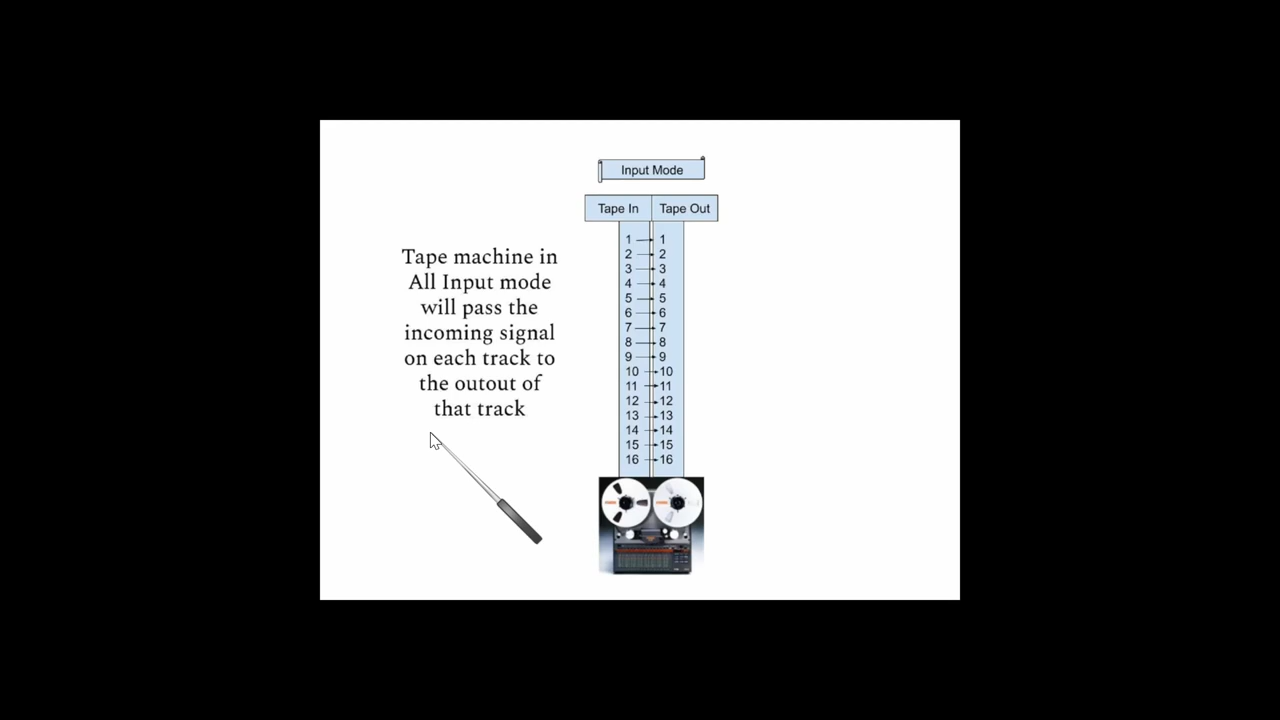 Input Mode
Tape In Tape Out
Tape machine in
All Input mode
will pass the
incoming signal
on each track to
the outout of
that track
1 1
2 2
3 3
4 4
5 5
6 6
7 7
8 8
9 9
10 10
11 11
12 12
13 13
14 14
15 15
16 16